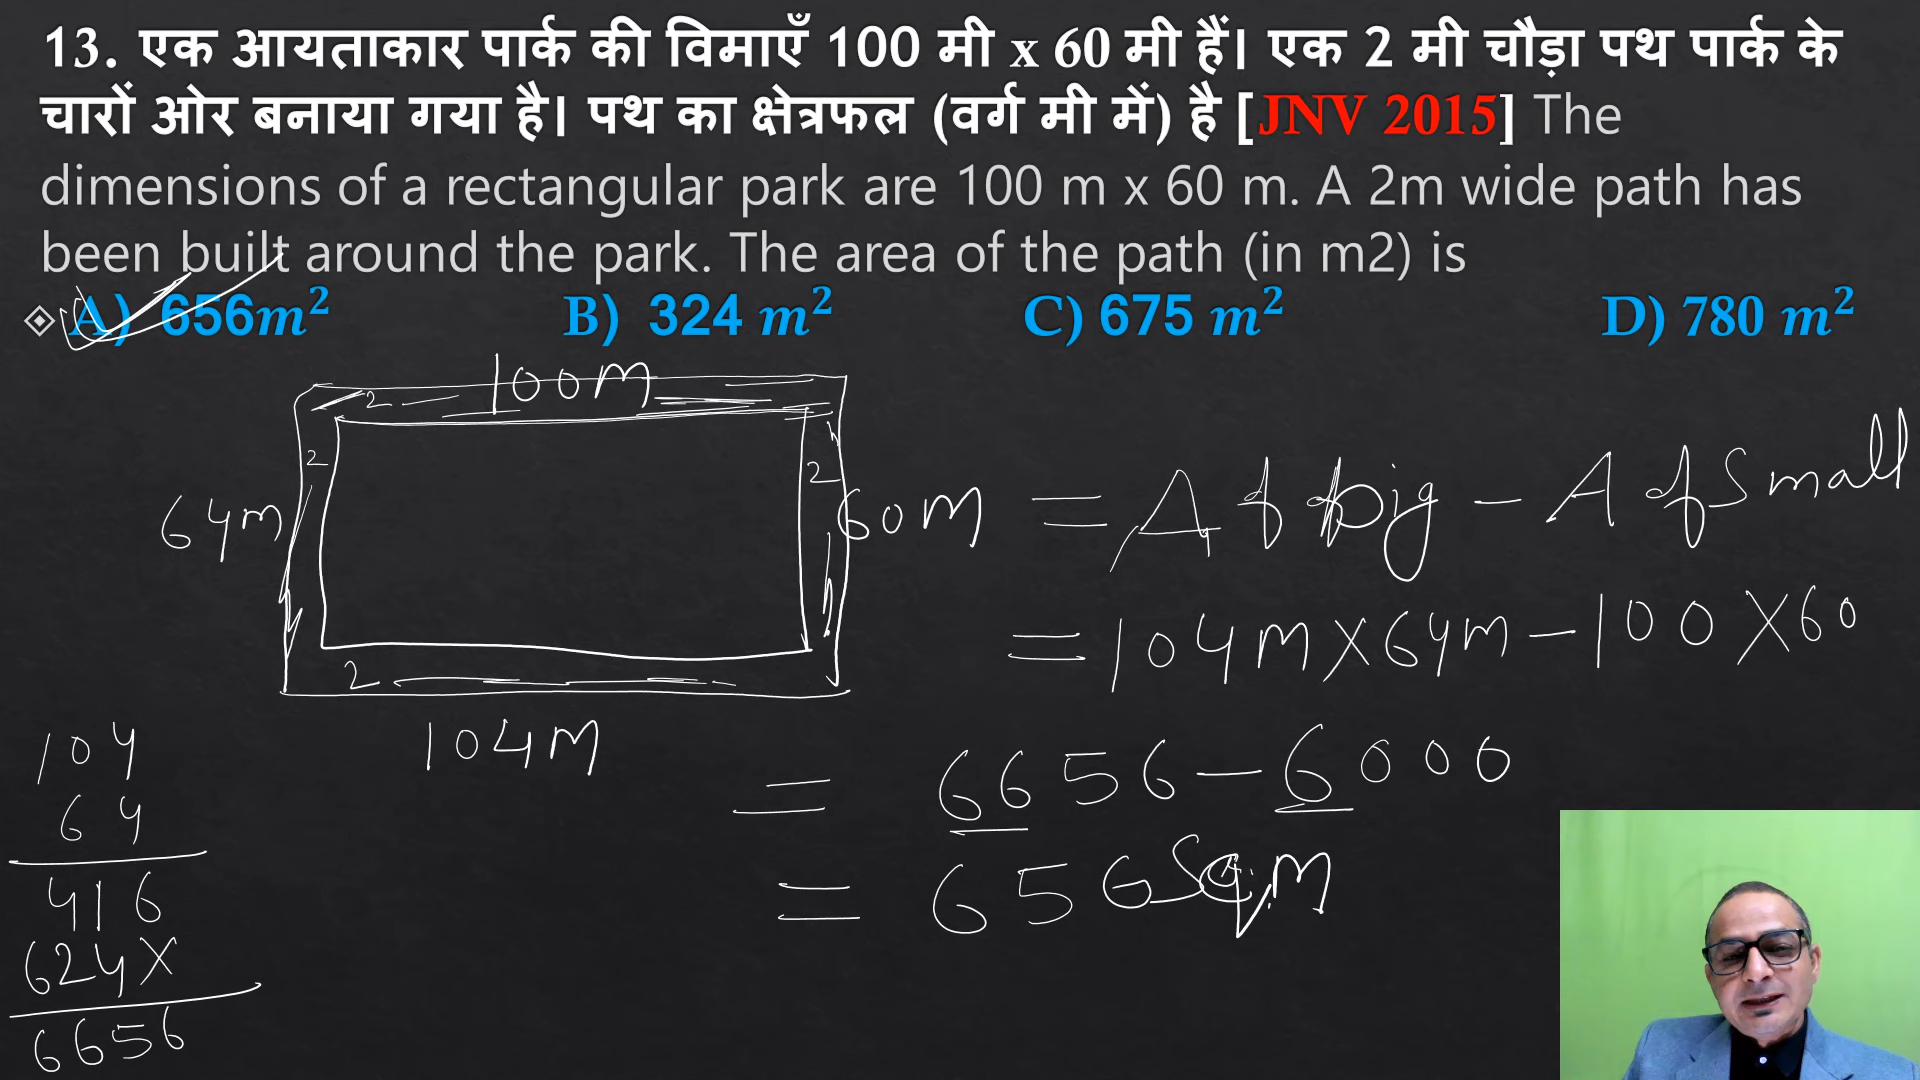 13. एक आयताकार पार्क की विमाएँ 100 मी x 60 मी हैं। एक 2 मी चौड़ा पथ पार्क के
चारों ओर बनाया गया है। पथ का क्षेत्रफल (वर्ग मी में) है [JNV 2015] The
dimensions of a rectangular park are 100 m x 60 m. A 2m wide path has
been built around the park. The area of the path (in m2) is
A) 656m² B) 324 m² C) 675 m² D) 780 m²
100m
2
2 2
64m 60m = A of big - A of small
= 104m X 64m - 100 X 60
2
104m
104
64
416
624X
6656
= 6656 - 6000
= 656 Sq.m